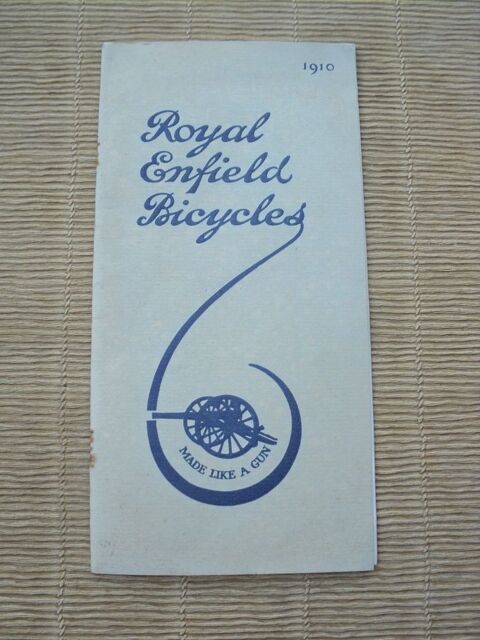 1910
Royal
Enfield
Bicycles
MADE LIKE A GUN